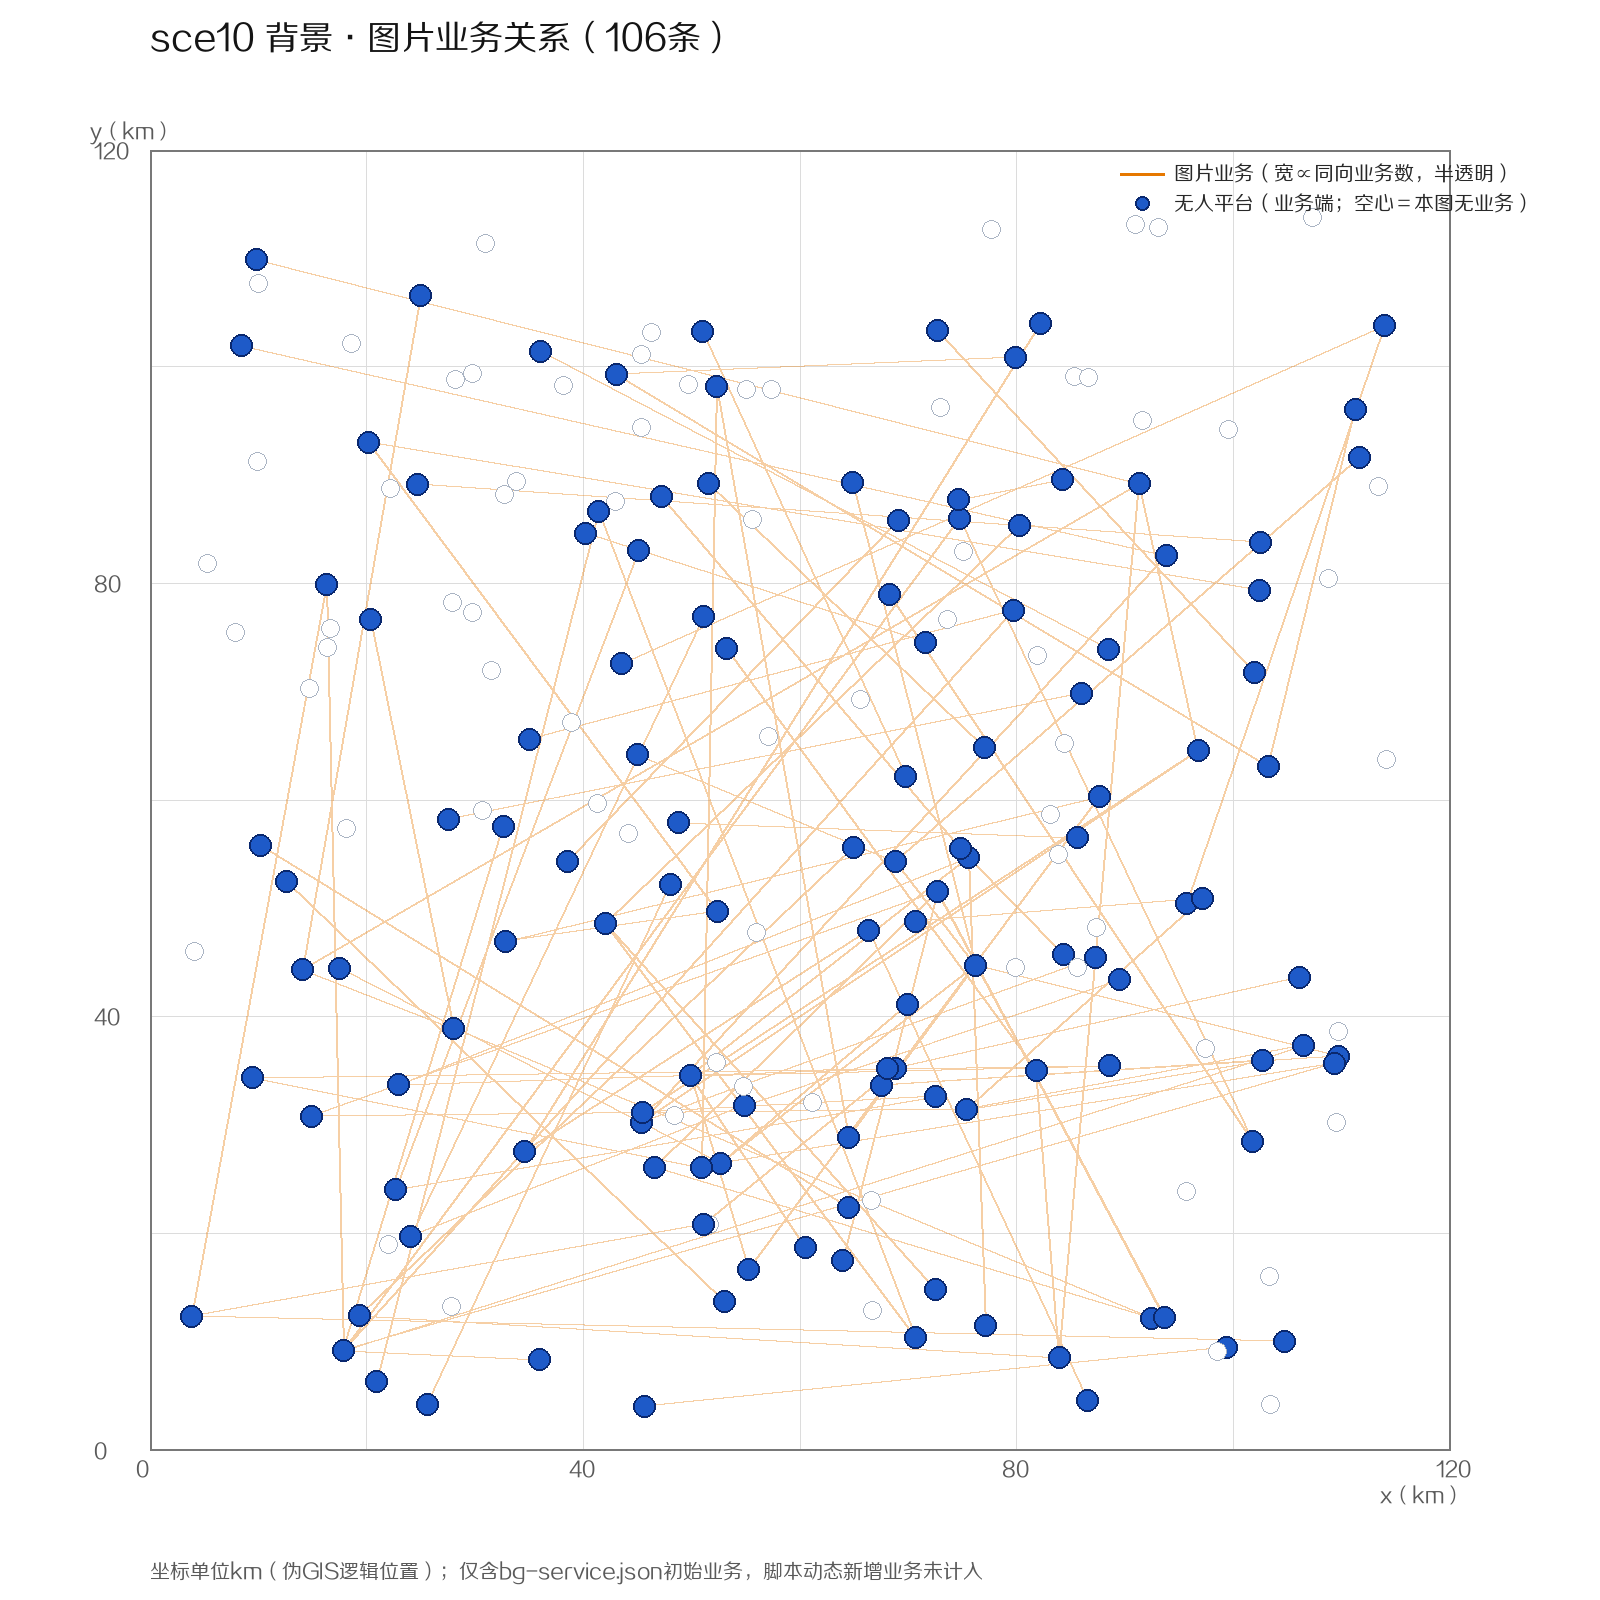 sce10 背景 · 图片业务关系（106条）
y（km）
120
图片业务（宽∝同向业务数，半透明）
无人平台（业务端；空心＝本图无业务）
80
40
0
0 40 80 120
x（km）
坐标单位km（伪GIS逻辑位置）；仅含bg-service.json初始业务，脚本动态新增业务未计入